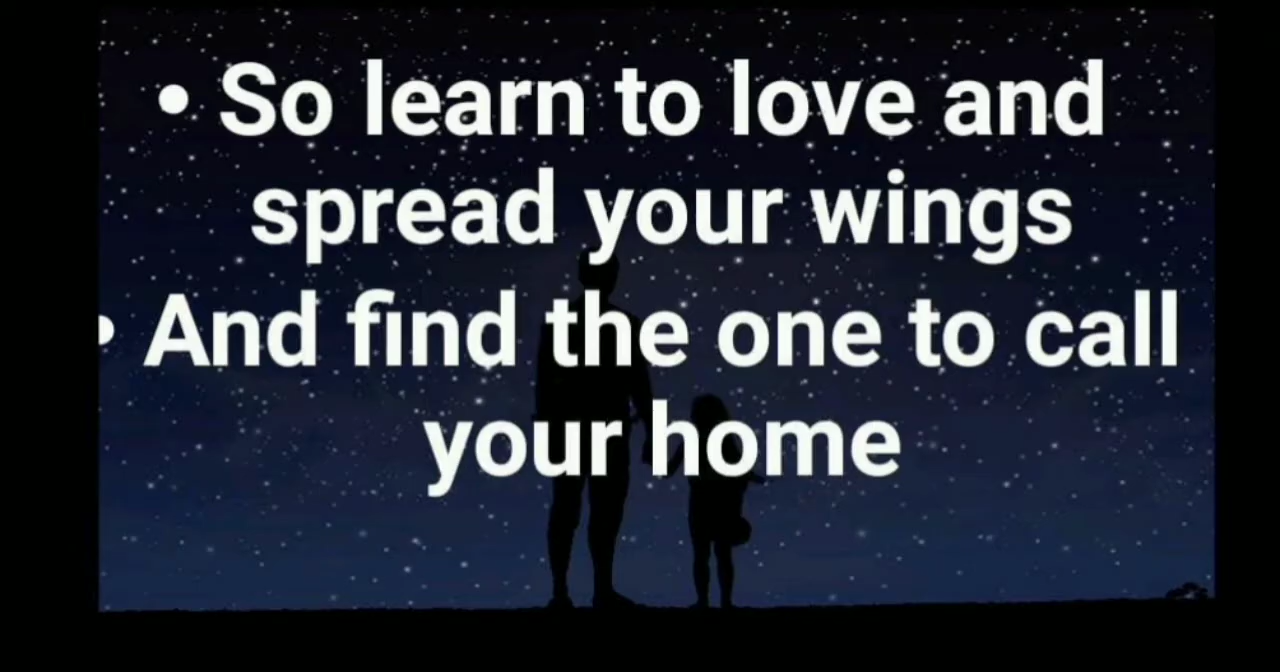 • So learn to love and
spread your wings
• And find the one to call
your home